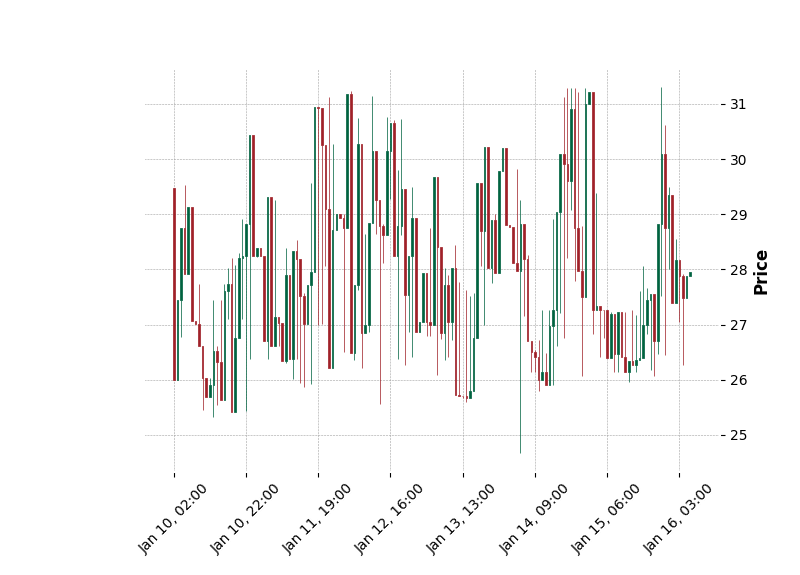 31
30
29
28
27
26
25
Price
Jan 10, 02:00
Jan 10, 22:00
Jan 11, 19:00
Jan 12, 16:00
Jan 13, 13:00
Jan 14, 09:00
Jan 15, 06:00
Jan 16, 03:00